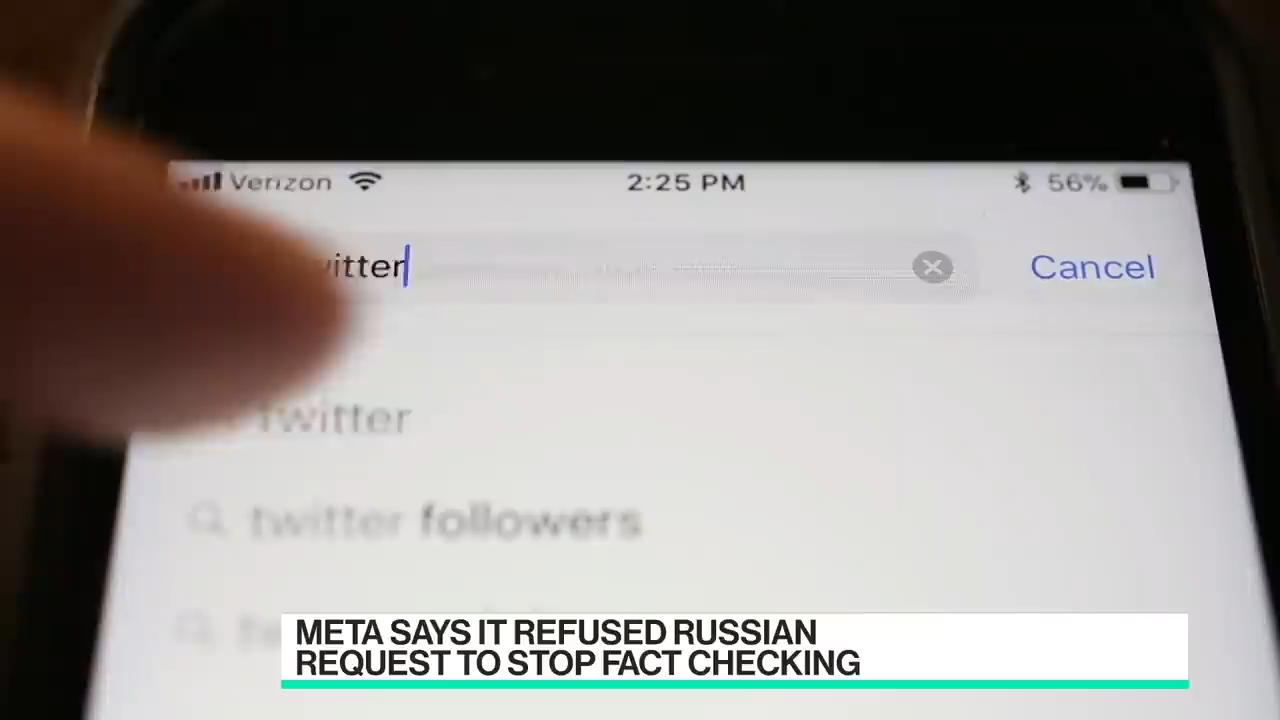 Verizon
2:25 PM
56%
witter
Cancel
twitter
twitter followers
META SAYS IT REFUSED RUSSIAN
REQUEST TO STOP FACT CHECKING